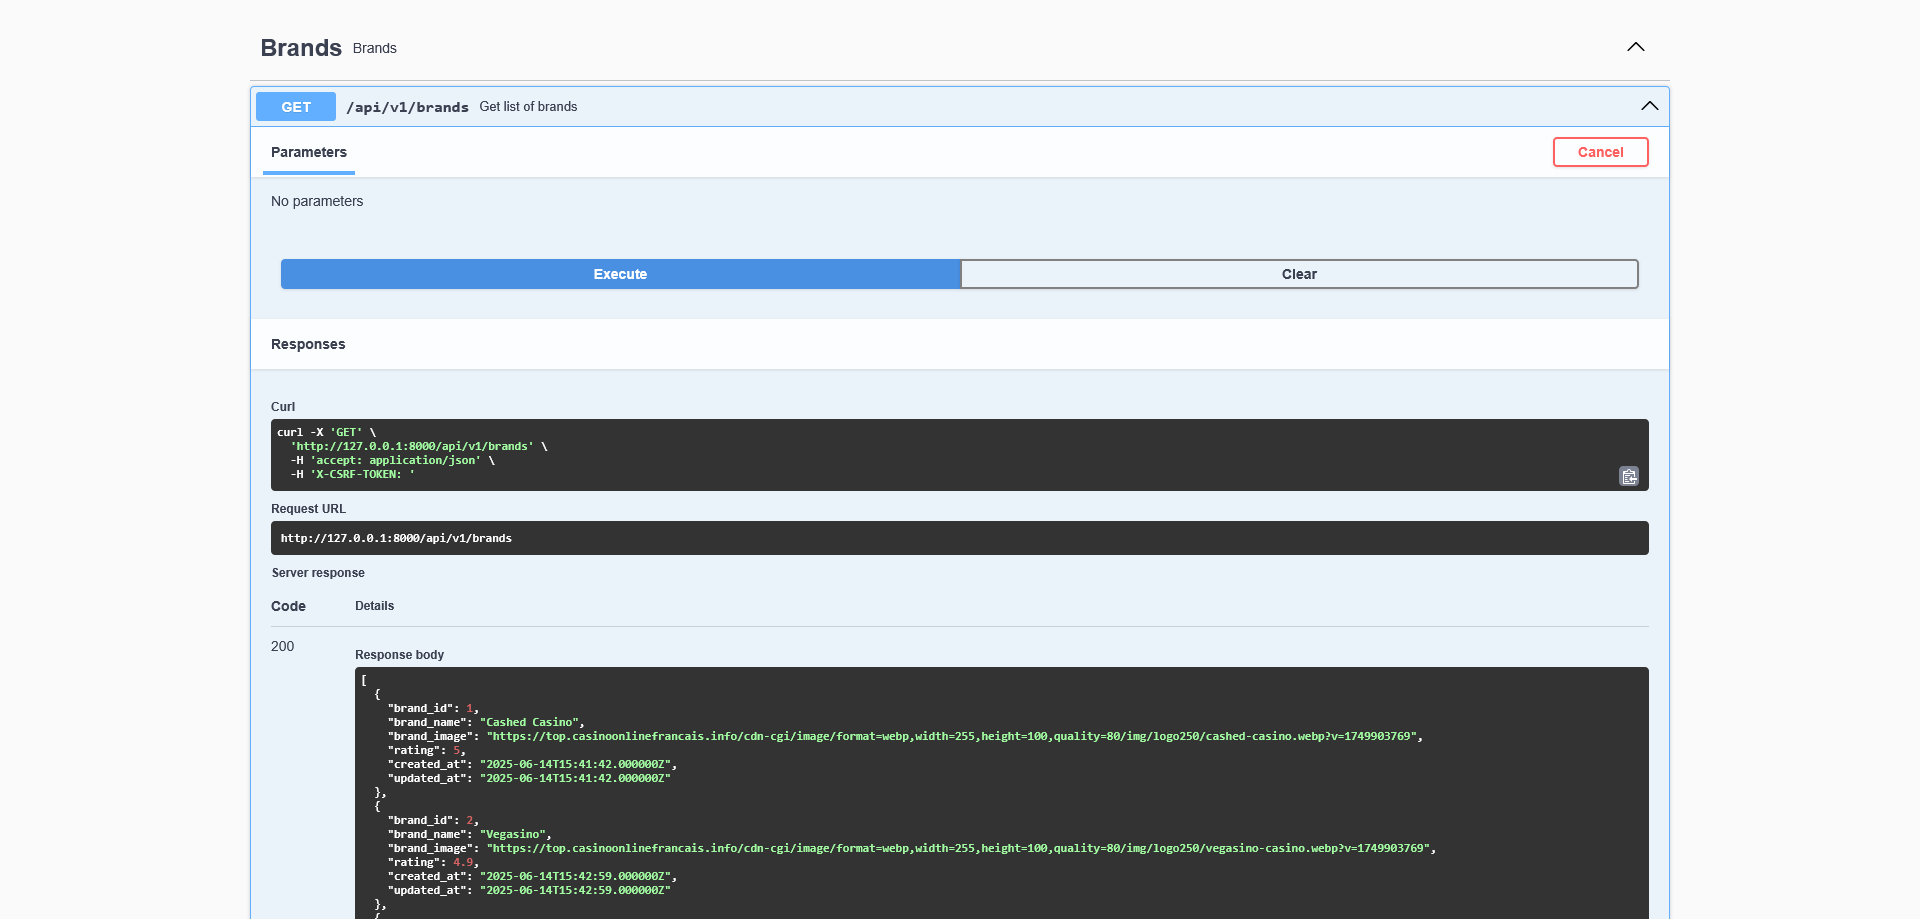 Brands Brands
GET /api/v1/brands Get list of brands
Parameters Cancel
No parameters
Execute Clear
Responses
Curl
curl -X 'GET' \
  'http://127.0.0.1:8000/api/v1/brands' \
  -H 'accept: application/json' \
  -H 'X-CSRF-TOKEN: '
Request URL
http://127.0.0.1:8000/api/v1/brands
Server response
Code Details
200
Response body
[
  {
    "brand_id": 1,
    "brand_name": "Cashed Casino",
    "brand_image": "https://top.casinoonlinefrancais.info/cdn-cgi/image/format=webp,width=255,height=100,quality=80/img/logo250/cashed-casino.webp?v=1749903769",
    "rating": 5,
    "created_at": "2025-06-14T15:41:42.000000Z",
    "updated_at": "2025-06-14T15:41:42.000000Z"
  },
  {
    "brand_id": 2,
    "brand_name": "Vegasino",
    "brand_image": "https://top.casinoonlinefrancais.info/cdn-cgi/image/format=webp,width=255,height=100,quality=80/img/logo250/vegasino-casino.webp?v=1749903769",
    "rating": 4.9,
    "created_at": "2025-06-14T15:42:59.000000Z",
    "updated_at": "2025-06-14T15:42:59.000000Z"
  },
  {